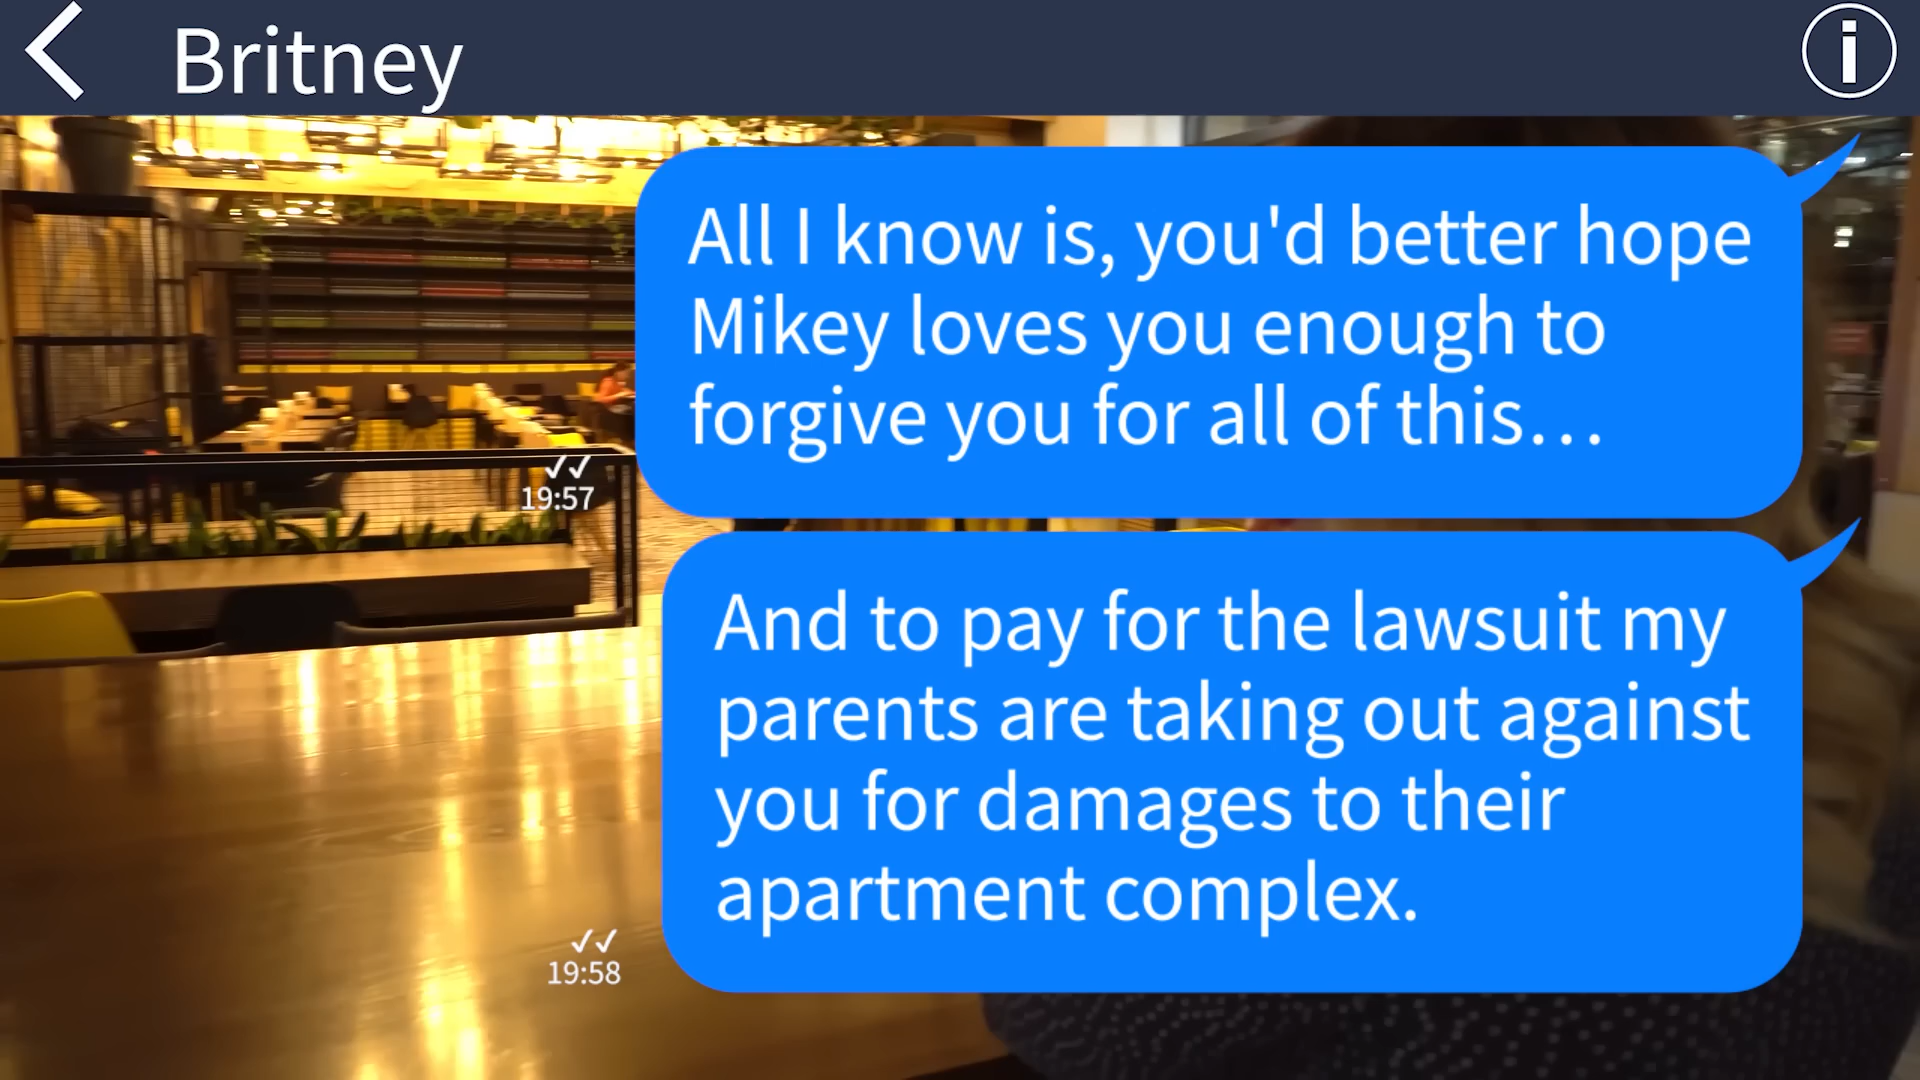 Britney
All I know is, you'd better hope
Mikey loves you enough to
forgive you for all of this…
19:57
And to pay for the lawsuit my
parents are taking out against
you for damages to their
apartment complex.
19:58